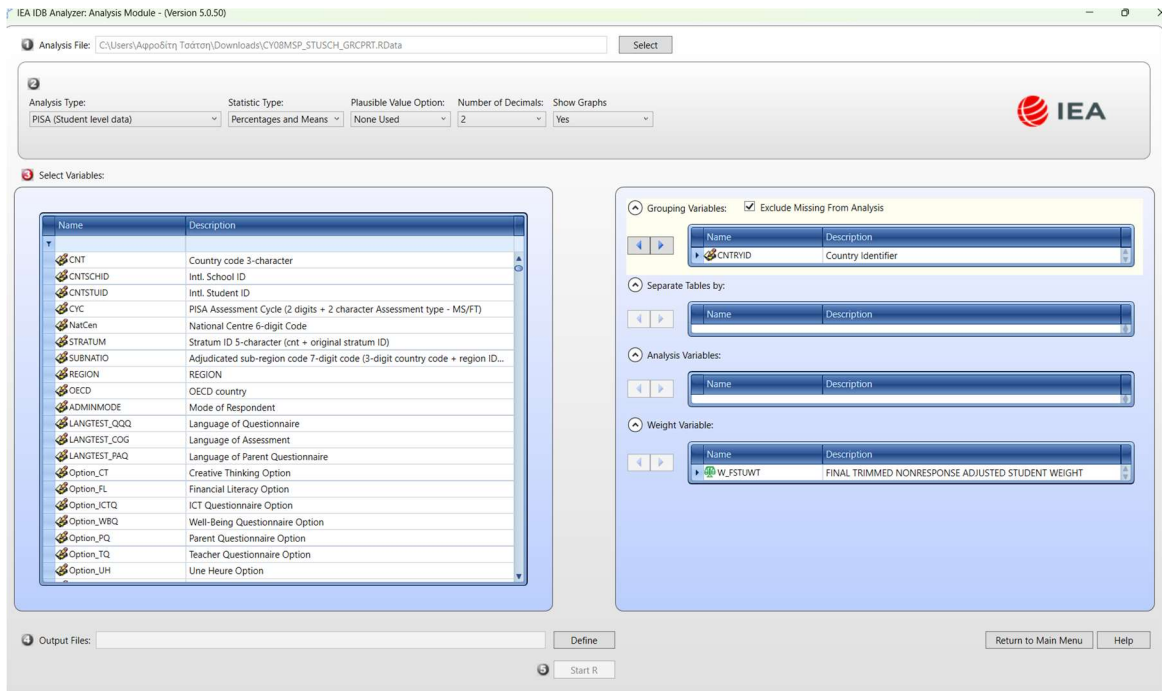 IEA IDB Analyzer: Analysis Module - (Version 5.0.50)
1 Analysis File: C:\Users\Αφροδίτη Τσάτση\Downloads\CY08MSP_STUSCH_GRCPRT.RData Select
2
Analysis Type: Statistic Type: Plausible Value Option: Number of Decimals: Show Graphs
PISA (Student level data) Percentages and Means None Used 2 Yes
IEA
3 Select Variables:
Name Description
CNT Country code 3-character
CNTSCHID Intl. School ID
CNTSTUID Intl. Student ID
CYC PISA Assessment Cycle (2 digits + 2 character Assessment type - MS/FT)
NatCen National Centre 6-digit Code
STRATUM Stratum ID 5-character (cnt + original stratum ID)
SUBNATIO Adjudicated sub-region code 7-digit code (3-digit country code + region ID...
REGION REGION
OECD OECD country
ADMINMODE Mode of Respondent
LANGTEST_QQQ Language of Questionnaire
LANGTEST_COG Language of Assessment
LANGTEST_PAQ Language of Parent Questionnaire
Option_CT Creative Thinking Option
Option_FL Financial Literacy Option
Option_ICTQ ICT Questionnaire Option
Option_WBQ Well-Being Questionnaire Option
Option_PQ Parent Questionnaire Option
Option_TQ Teacher Questionnaire Option
Option_UH Une Heure Option
Grouping Variables: Exclude Missing From Analysis
Name Description
CNTRYID Country Identifier
Separate Tables by:
Name Description
Analysis Variables:
Name Description
Weight Variable:
Name Description
W_FSTUWT FINAL TRIMMED NONRESPONSE ADJUSTED STUDENT WEIGHT
4 Output Files: Define
Return to Main Menu Help
5 Start R